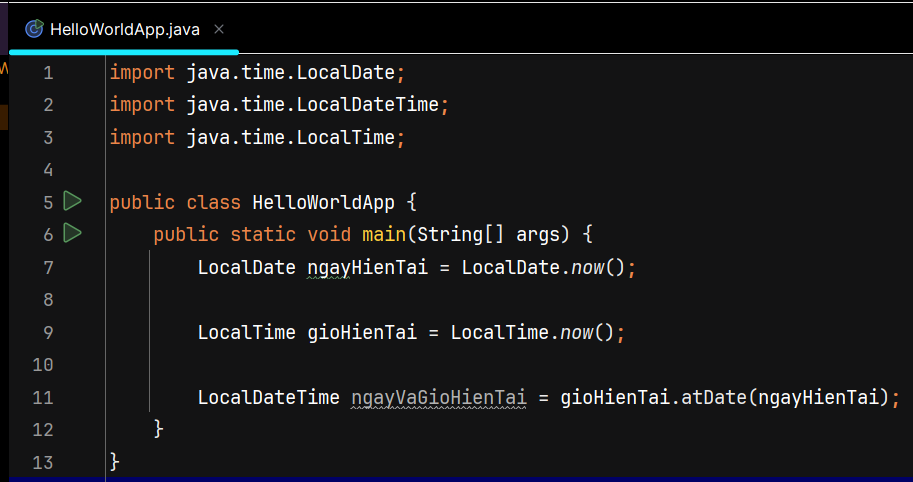 HelloWorldApp.java
1 import java.time.LocalDate;
2 import java.time.LocalDateTime;
3 import java.time.LocalTime;
4
5 public class HelloWorldApp {
6 public static void main(String[] args) {
7 LocalDate ngayHienTai = LocalDate.now();
8
9 LocalTime gioHienTai = LocalTime.now();
10
11 LocalDateTime ngayVaGioHienTai = gioHienTai.atDate(ngayHienTai);
12 }
13 }